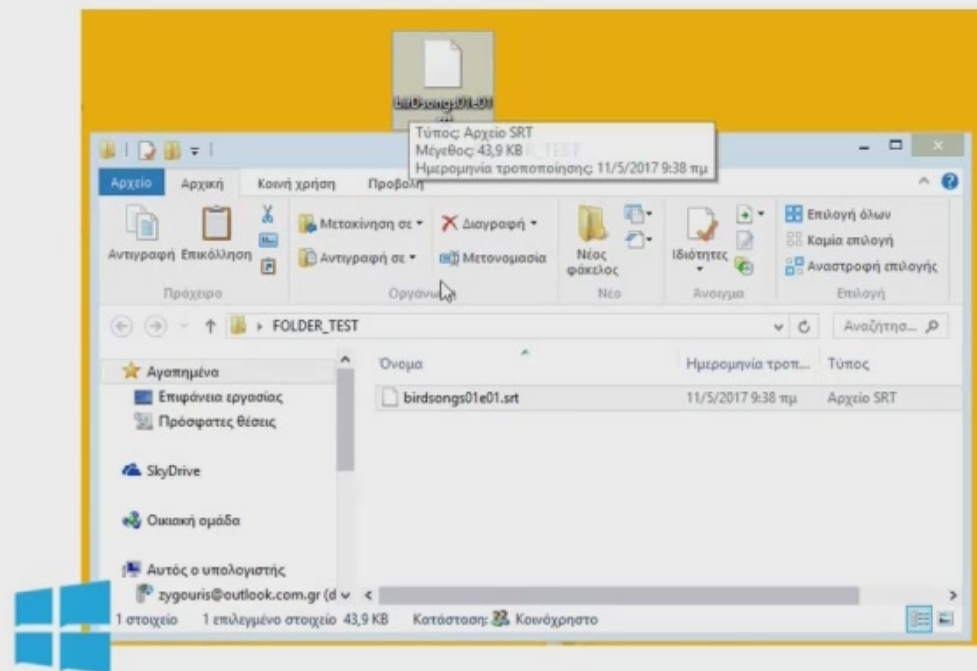 birDsongs01e01
Τύπος: Αρχείο SRT
Μέγεθος: 43,9 KB
Ημερομηνία τροποποίησης: 11/5/2017 9:38 πμ
Αρχείο Αρχική Κοινή χρήση Προβολή
Αντιγραφή Επικόλληση
Μετακίνηση σε
Αντιγραφή σε
Διαγραφή
Μετονομασία
Νέος
φάκελος
Ιδιότητες
Επιλογή όλων
Καμία επιλογή
Αναστροφή επιλογής
Πρόχειρο Νέο Άνοιγμα Επιλογή
FOLDER_TEST Αναζήτησ...
Όνομα Ημερομηνία τροπ... Τύπος
birdsongs01e01.srt 11/5/2017 9:38 πμ Αρχείο SRT
Αγαπημένα
Επιφάνεια εργασίας
Πρόσφατες θέσεις
SkyDrive
Οικιακή ομάδα
Αυτός ο υπολογιστής
zygouris@outlook.com.gr (d
1 στοιχείο 1 επιλεγμένο στοιχείο 43,9 KB Κατάσταση: Κοινόχρηστο